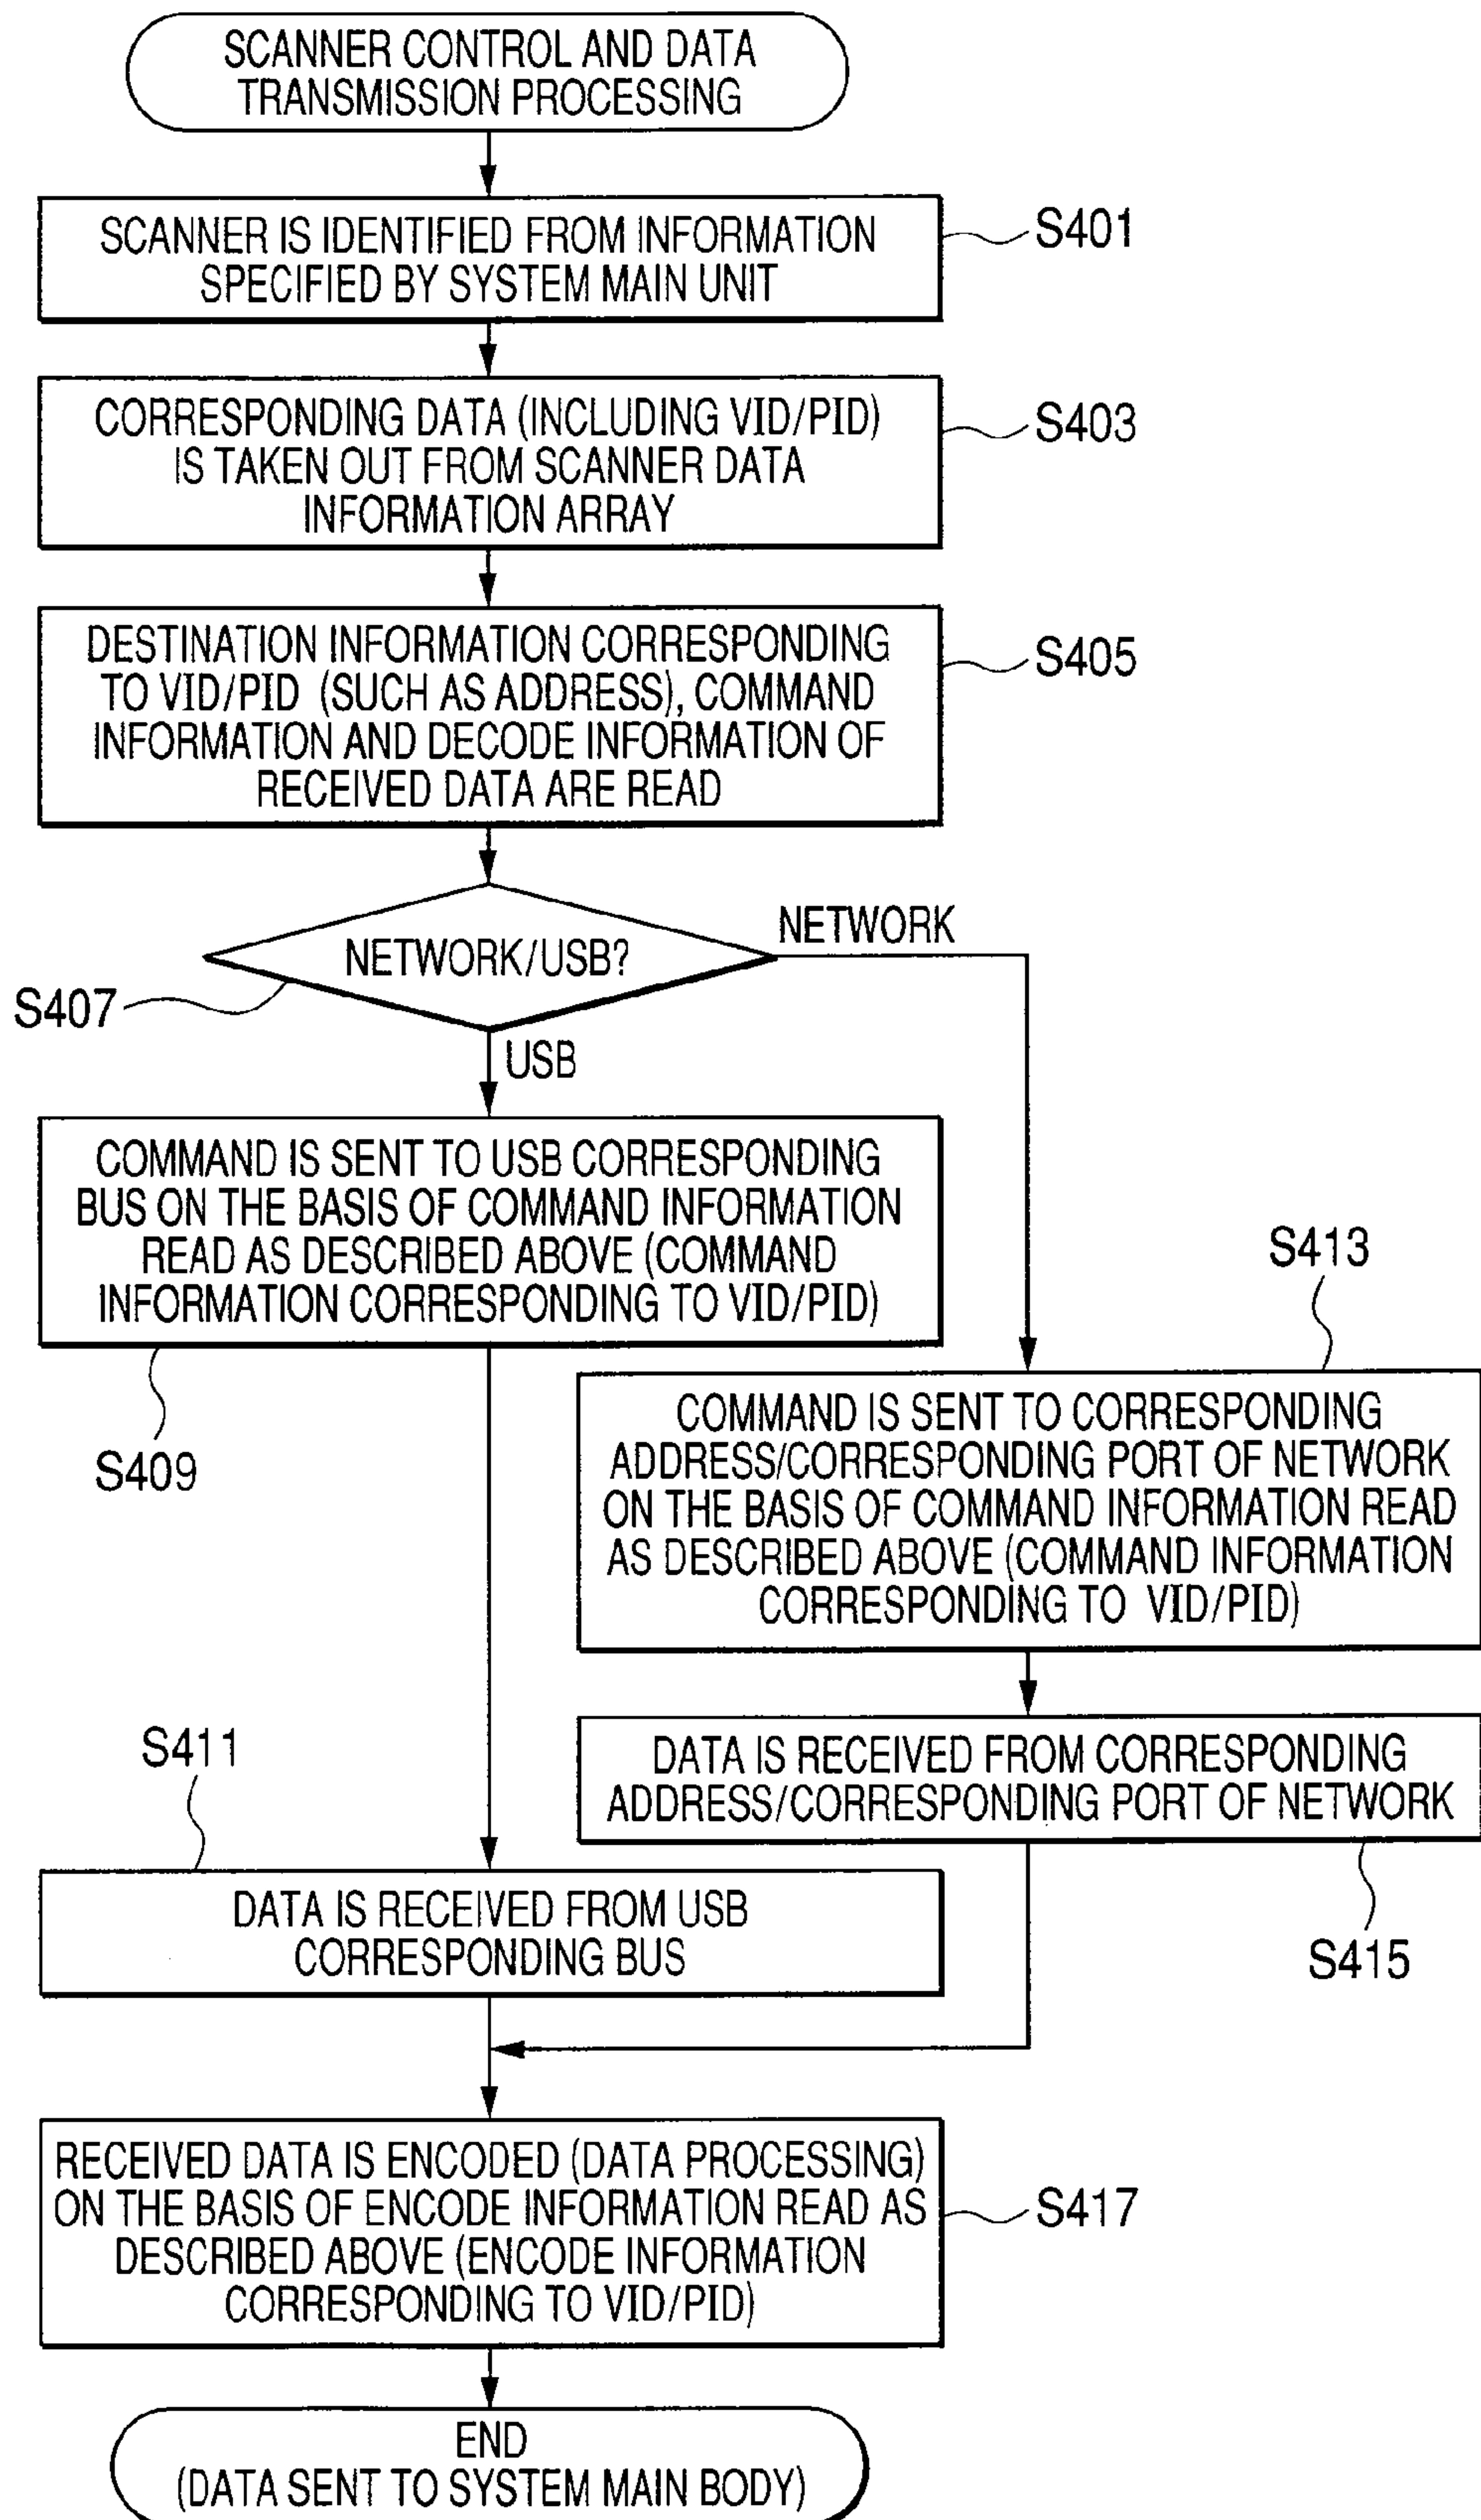 SCANNER CONTROL AND DATA
TRANSMISSION PROCESSING
SCANNER IS IDENTIFIED FROM INFORMATION
SPECIFIED BY SYSTEM MAIN UNIT
S401
CORRESPONDING DATA (INCLUDING VID/PID)
IS TAKEN OUT FROM SCANNER DATA
INFORMATION ARRAY
S403
DESTINATION INFORMATION CORRESPONDING
TO VID/PID (SUCH AS ADDRESS), COMMAND
INFORMATION AND DECODE INFORMATION OF
RECEIVED DATA ARE READ
S405
NETWORK/USB?
NETWORK
S407
USB
COMMAND IS SENT TO USB CORRESPONDING
BUS ON THE BASIS OF COMMAND INFORMATION
READ AS DESCRIBED ABOVE (COMMAND
INFORMATION CORRESPONDING TO VID/PID)
S409
S413
COMMAND IS SENT TO CORRESPONDING
ADDRESS/CORRESPONDING PORT OF NETWORK
ON THE BASIS OF COMMAND INFORMATION READ
AS DESCRIBED ABOVE (COMMAND INFORMATION
CORRESPONDING TO VID/PID)
DATA IS RECEIVED FROM CORRESPONDING
ADDRESS/CORRESPONDING PORT OF NETWORK
S415
S411
DATA IS RECEIVED FROM USB
CORRESPONDING BUS
RECEIVED DATA IS ENCODED (DATA PROCESSING)
ON THE BASIS OF ENCODE INFORMATION READ AS
DESCRIBED ABOVE (ENCODE INFORMATION
CORRESPONDING TO VID/PID)
S417
END
(DATA SENT TO SYSTEM MAIN BODY)